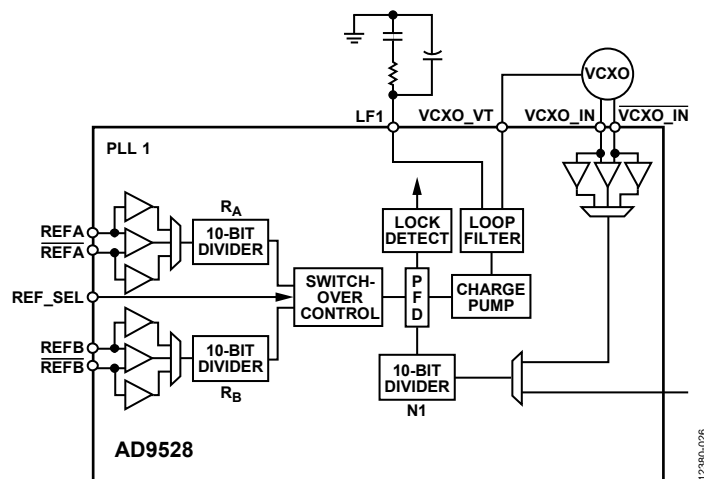 VCXO
LF1
VCXO_VT
VCXO_IN
VCXO_IN
PLL 1
REFA
REFA
REF_SEL
REFB
REFB
RA
10-BIT
DIVIDER
10-BIT
DIVIDER
RB
SWITCH-
OVER
CONTROL
LOCK
DETECT
PFD
LOOP
FILTER
CHARGE
PUMP
10-BIT
DIVIDER
N1
AD9528
12380-026